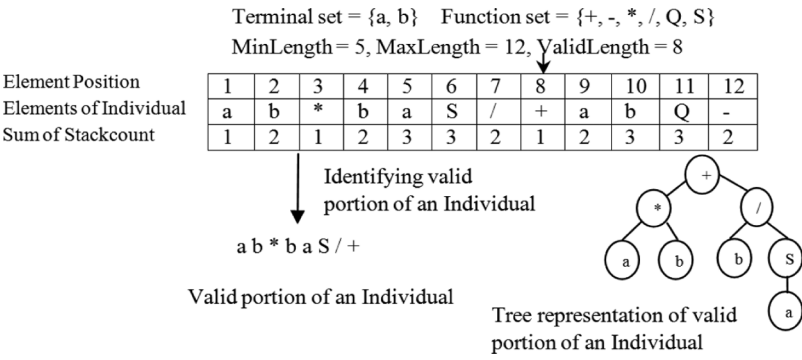 Terminal set = {a, b} Function set = {+, -, *, /, Q, S}
MinLength = 5, MaxLength = 12, ValidLength = 8
Element Position 1 2 3 4 5 6 7 8 9 10 11 12
Elements of Individual a b * b a S / + a b Q -
Sum of Stackcount 1 2 1 2 3 3 2 1 2 3 3 2
Identifying valid
portion of an Individual
a b * b a S / +
Valid portion of an Individual
+
* /
a b b S
a
Tree representation of valid
portion of an Individual